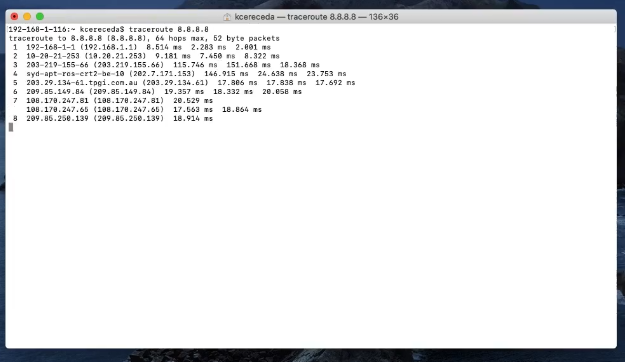 kcereceda — traceroute 8.8.8.8 — 136×36
192-168-1-116:~ kcereceda$ traceroute 8.8.8.8
traceroute to 8.8.8.8 (8.8.8.8), 64 hops max, 52 byte packets
1 192-168-1-1 (192.168.1.1) 8.514 ms 2.283 ms 2.001 ms
2 10-20-21-253 (10.20.21.253) 9.181 ms 7.450 ms 8.322 ms
3 203-219-155-66 (203.219.155.66) 115.746 ms 151.668 ms 18.368 ms
4 syd-apt-ros-crt2-be-10 (202.7.171.153) 146.915 ms 24.638 ms 23.753 ms
5 203.29.134-61.tpgi.com.au (203.29.134.61) 17.806 ms 17.838 ms 17.692 ms
6 209.85.149.84 (209.85.149.84) 19.357 ms 18.332 ms 20.058 ms
7 108.170.247.81 (108.170.247.81) 20.529 ms
108.170.247.65 (108.170.247.65) 17.563 ms 18.864 ms
8 209.85.250.139 (209.85.250.139) 18.914 ms